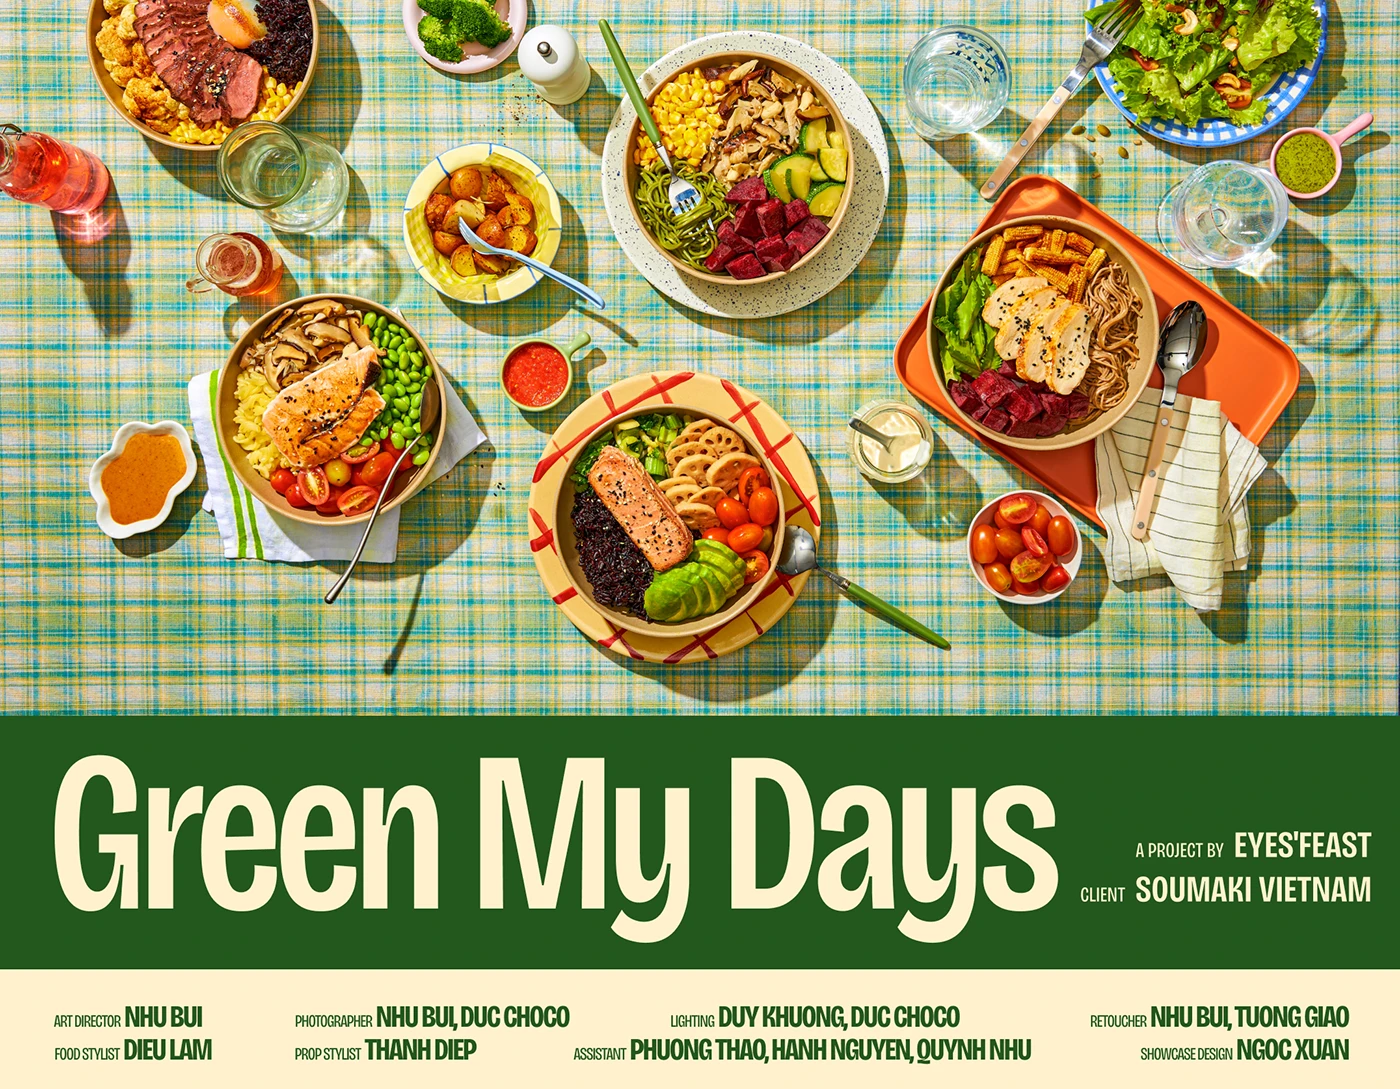 Green My Days
A PROJECT BY EYES'FEAST
CLIENT SOUMAKI VIETNAM
ART DIRECTOR NHU BUI
FOOD STYLIST DIEU LAM
PHOTOGRAPHER NHU BUI, DUC CHOCO
PROP STYLIST THANH DIEP
LIGHTING DUY KHUONG, DUC CHOCO
ASSISTANT PHUONG THAO, HANH NGUYEN, QUYNH NHU
RETOUCHER NHU BUI, TUONG GIAO
SHOWCASE DESIGN NGOC XUAN